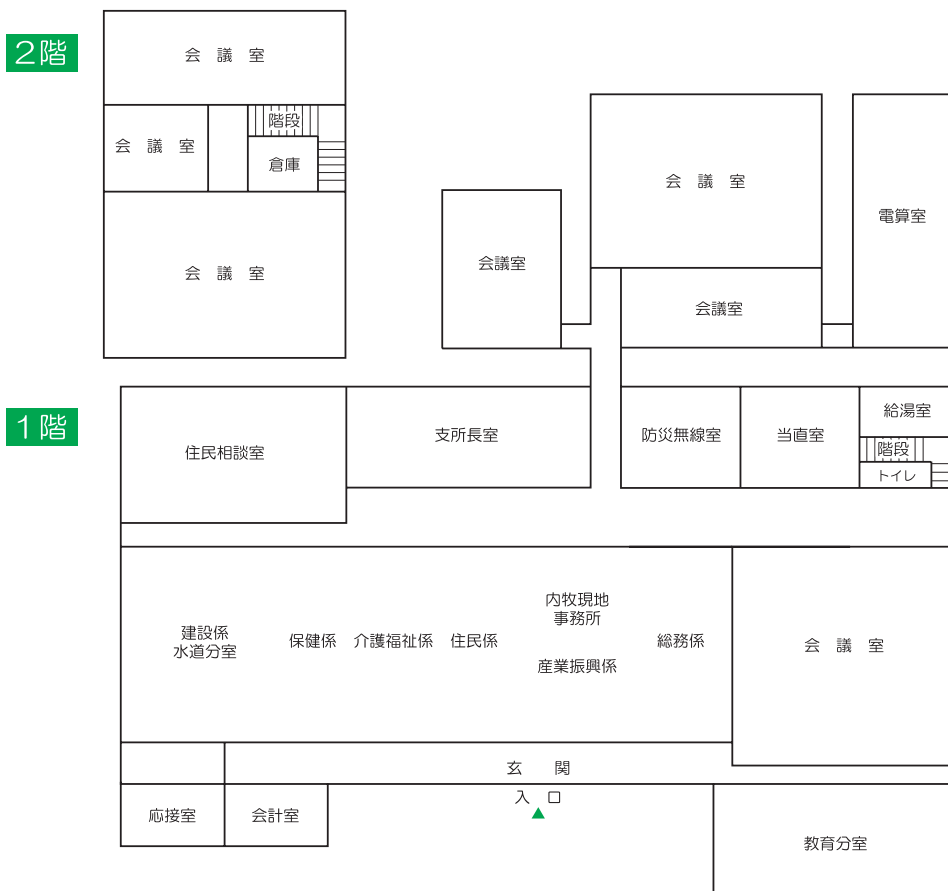 2階
会議室
階段
会議室
倉庫
会議室
会議室
電算室
会議室
会議室
1階
給湯室
住民相談室
支所長室
防災無線室
当直室
階段
トイレ
内牧現地
事務所
建設係
水道分室
保健係
介護福祉係
住民係
産業振興係
総務係
会議室
玄関
入口
応接室
会計室
教育分室